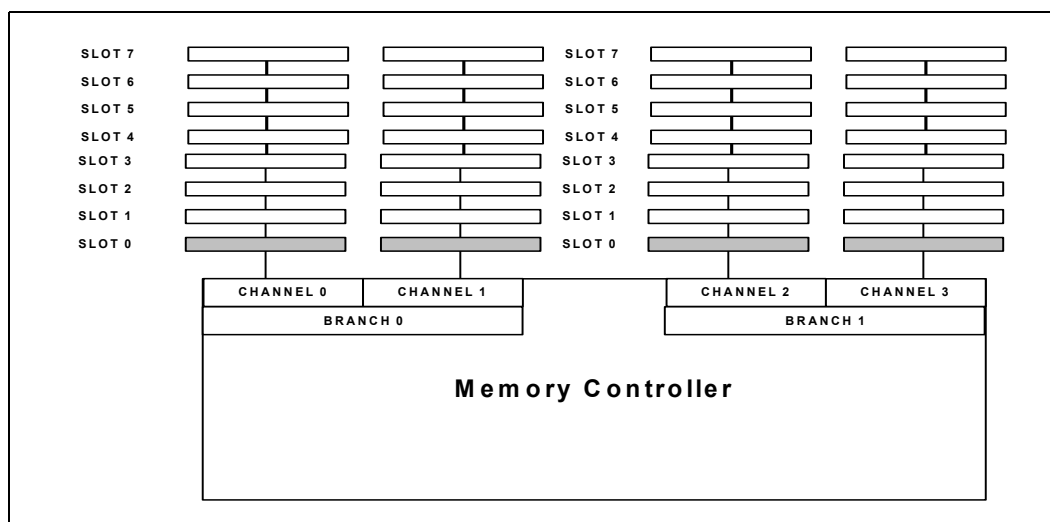 SLOT 7 SLOT 7
SLOT 6 SLOT 6
SLOT 5 SLOT 5
SLOT 4 SLOT 4
SLOT 3 SLOT 3
SLOT 2 SLOT 2
SLOT 1 SLOT 1
SLOT 0 SLOT 0
CHANNEL 0 CHANNEL 1 CHANNEL 2 CHANNEL 3
BRANCH 0 BRANCH 1
Memory Controller